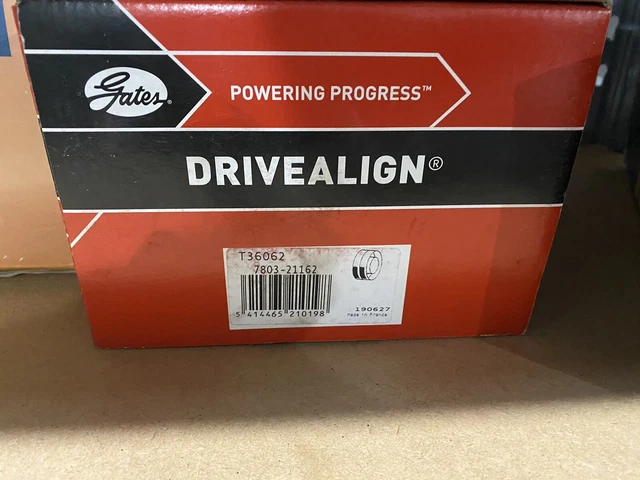 Gates®
POWERING PROGRESS™
DRIVEALIGN®
T36062
7803-21162
5 414465 210198
190627
Made in France